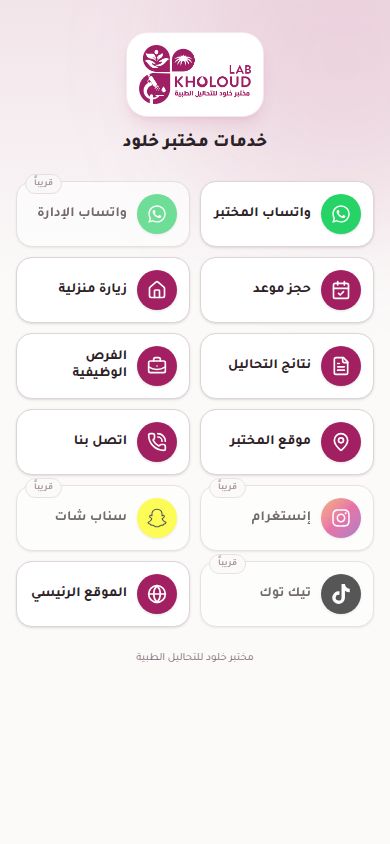 LAB
KHOLOUD
مختبر خلود للتحاليل الطبية
خدمات مختبر خلود
واتساب المختبر
قريباً
واتساب الإدارة
حجز موعد
زيارة منزلية
نتائج التحاليل
الفرص
الوظيفية
موقع المختبر
اتصل بنا
قريباً
إنستغرام
قريباً
سناب شات
قريباً
تيك توك
الموقع الرئيسي
مختبر خلود للتحاليل الطبية